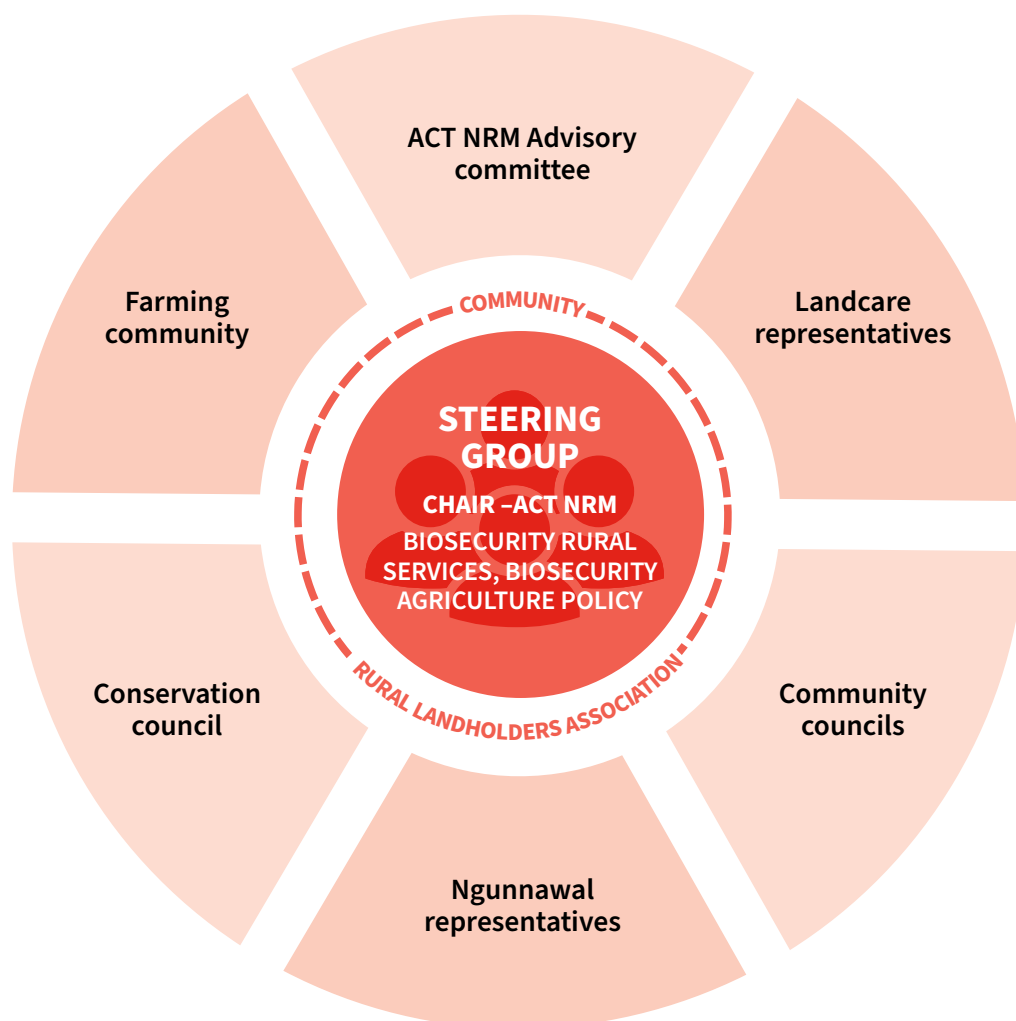 ACT NRM Advisory
committee
Farming
community
Landcare
representatives
COMMUNITY
STEERING
GROUP
CHAIR –ACT NRM
BIOSECURITY RURAL
SERVICES, BIOSECURITY
AGRICULTURE POLICY
RURAL LANDHOLDERS ASSOCIATION
Conservation
council
Community
councils
Ngunnawal
representatives